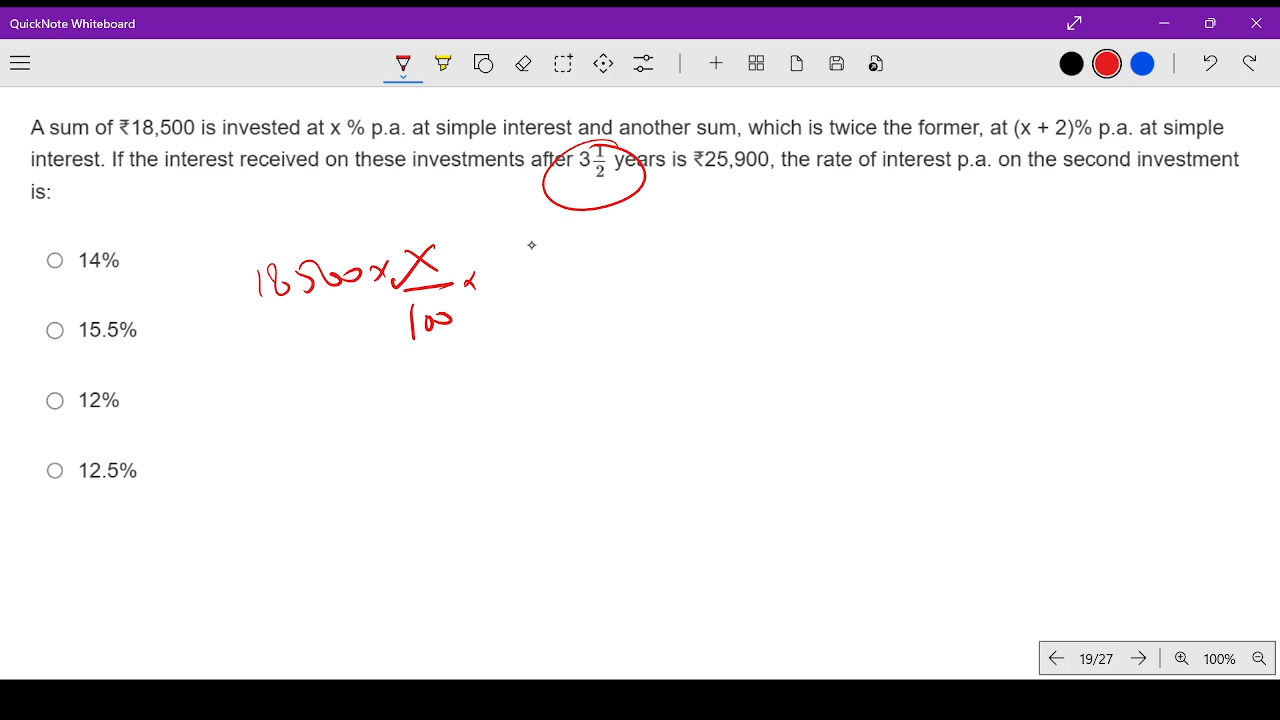 QuickNote Whiteboard
A sum of ₹18,500 is invested at x % p.a. at simple interest and another sum, which is twice the former, at (x + 2)% p.a. at simple
interest. If the interest received on these investments after 3 1/2 years is ₹25,900, the rate of interest p.a. on the second investment
is:
14%
18500 × x/100 ×
15.5%
12%
12.5%
19/27 100%